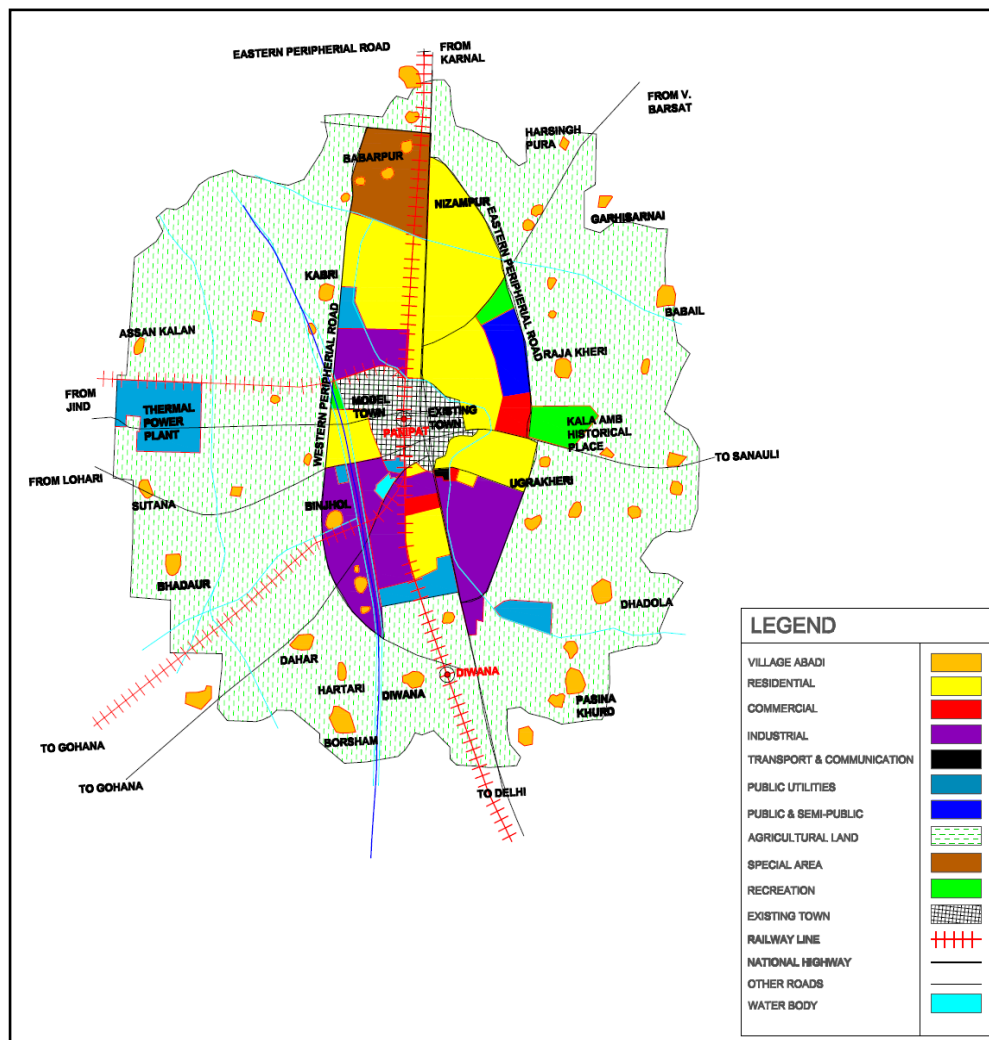 EASTERN PERIPHERIAL ROAD
FROM
KARNAL
FROM V.
BARSAT
HARSINGH
PURA
BABARPUR
NIZAMPUR
GARHISARNAI
EASTERN PERIPHERIAL ROAD
KABRI
BABAIL
WESTERN PERIPHERIAL ROAD
ASSAN KALAN
RAJA KHERI
FROM
JIND
THERMAL
POWER
PLANT
MODEL
TOWN
EXISTING
TOWN
PANIPAT
KALA AMB
HISTORICAL
PLACE
TO SANAULI
FROM LOHARI
SUTANA
UGRAKHERI
BINJHOL
BHADAUR
DHADOLA
DAHAR
HARTARI
DIWANA
DIWANA
PASINA
KHURD
BORSHAM
TO GOHANA
TO GOHANA
TO DELHI
LEGEND
VILLAGE ABADI
RESIDENTIAL
COMMERCIAL
INDUSTRIAL
TRANSPORT & COMMUNICATION
PUBLIC UTILITIES
PUBLIC & SEMI-PUBLIC
AGRICULTURAL LAND
SPECIAL AREA
RECREATION
EXISTING TOWN
RAILWAY LINE
NATIONAL HIGHWAY
OTHER ROADS
WATER BODY